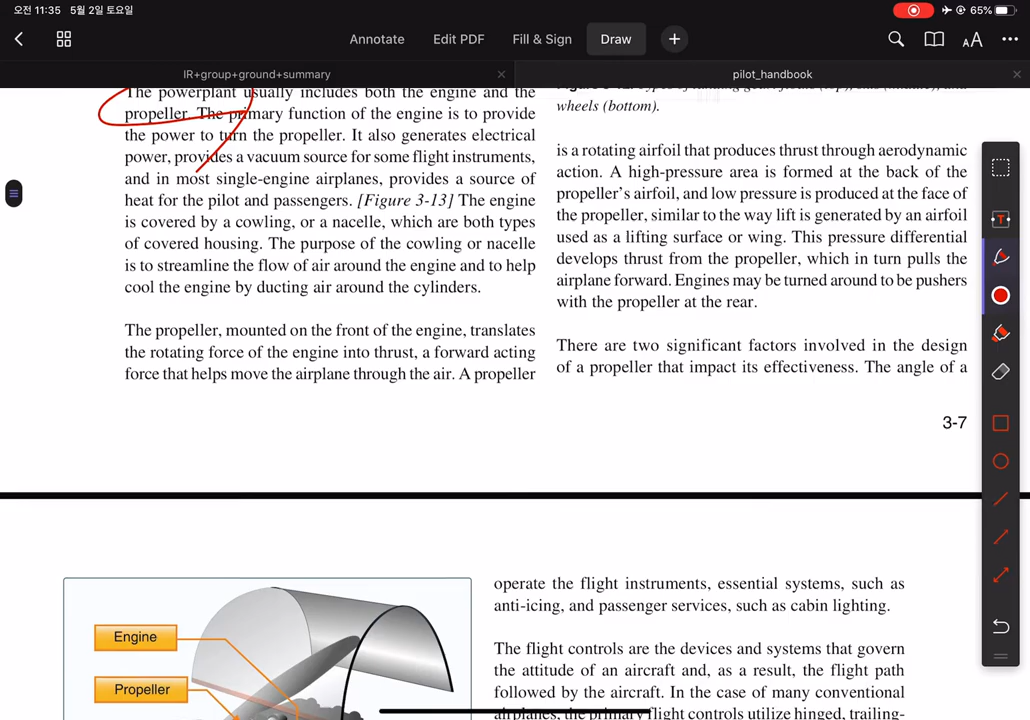 오전 11:35 5월 2일 토요일
65%
Annotate Edit PDF Fill & Sign Draw
AA
IR+group+ground+summary
pilot_handbook
The powerplant usually includes both the engine and the
propeller. The primary function of the engine is to provide
the power to turn the propeller. It also generates electrical
power, provides a vacuum source for some flight instruments,
and in most single-engine airplanes, provides a source of
heat for the pilot and passengers. [Figure 3-13] The engine
is covered by a cowling, or a nacelle, which are both types
of covered housing. The purpose of the cowling or nacelle
is to streamline the flow of air around the engine and to help
cool the engine by ducting air around the cylinders.
The propeller, mounted on the front of the engine, translates
the rotating force of the engine into thrust, a forward acting
force that helps move the airplane through the air. A propeller
wheels (bottom).
is a rotating airfoil that produces thrust through aerodynamic
action. A high-pressure area is formed at the back of the
propeller’s airfoil, and low pressure is produced at the face of
the propeller, similar to the way lift is generated by an airfoil
used as a lifting surface or wing. This pressure differential
develops thrust from the propeller, which in turn pulls the
airplane forward. Engines may be turned around to be pushers
with the propeller at the rear.
There are two significant factors involved in the design
of a propeller that impact its effectiveness. The angle of a
3-7
Engine
Propeller
operate the flight instruments, essential systems, such as
anti-icing, and passenger services, such as cabin lighting.
The flight controls are the devices and systems that govern
the attitude of an aircraft and, as a result, the flight path
followed by the aircraft. In the case of many conventional
airplanes, the primary flight controls utilize hinged, trailing-
T